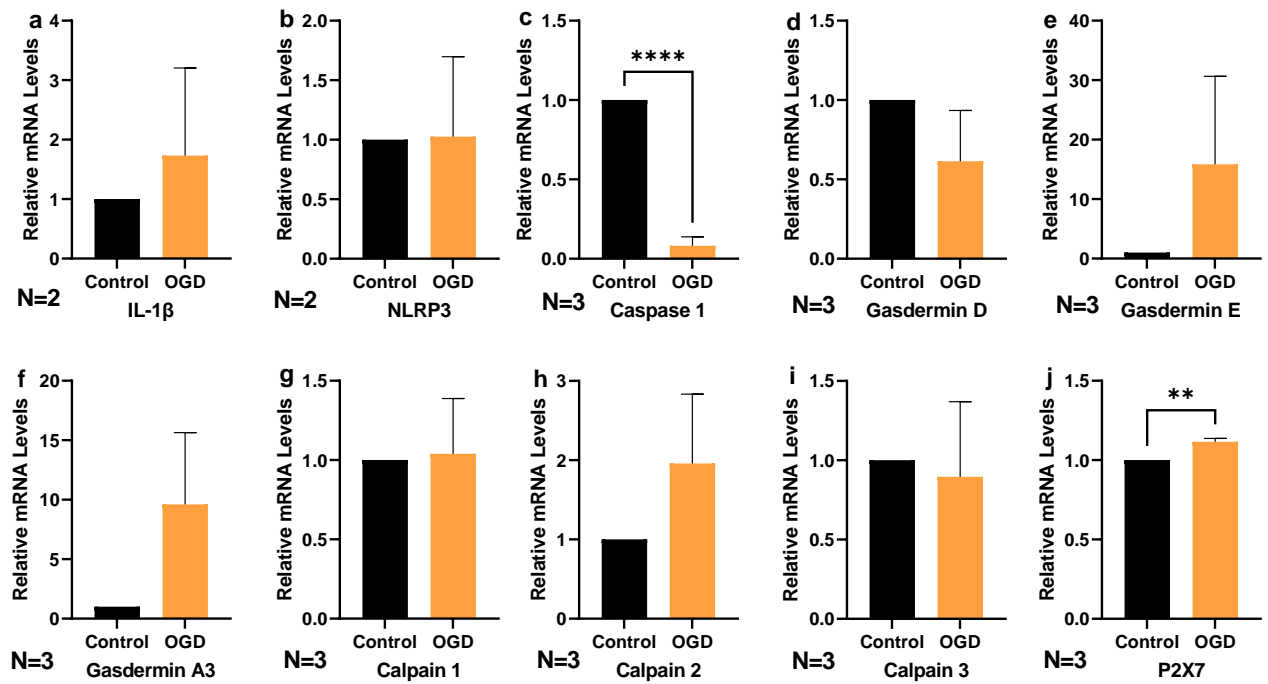 a
Relative mRNA Levels
4
3
2
1
0
Control OGD
N=2
IL-1β
b
Relative mRNA Levels
2.0
1.5
1.0
0.5
0.0
Control OGD
N=2
NLRP3
c
Relative mRNA Levels
1.5
1.0
0.5
0.0
****
Control OGD
N=3
Caspase 1
d
Relative mRNA Levels
1.5
1.0
0.5
0.0
Control OGD
N=3
Gasdermin D
e
Relative mRNA Levels
40
30
20
10
0
Control OGD
N=3
Gasdermin E
f
Relative mRNA Levels
20
15
10
5
0
Control OGD
N=3
Gasdermin A3
g
Relative mRNA Levels
1.5
1.0
0.5
0.0
Control OGD
N=3
Calpain 1
h
Relative mRNA Levels
3
2
1
0
Control OGD
N=3
Calpain 2
i
Relative mRNA Levels
1.5
1.0
0.5
0.0
Control OGD
N=3
Calpain 3
j
Relative mRNA Levels
1.5
1.0
0.5
0.0
**
Control OGD
N=3
P2X7